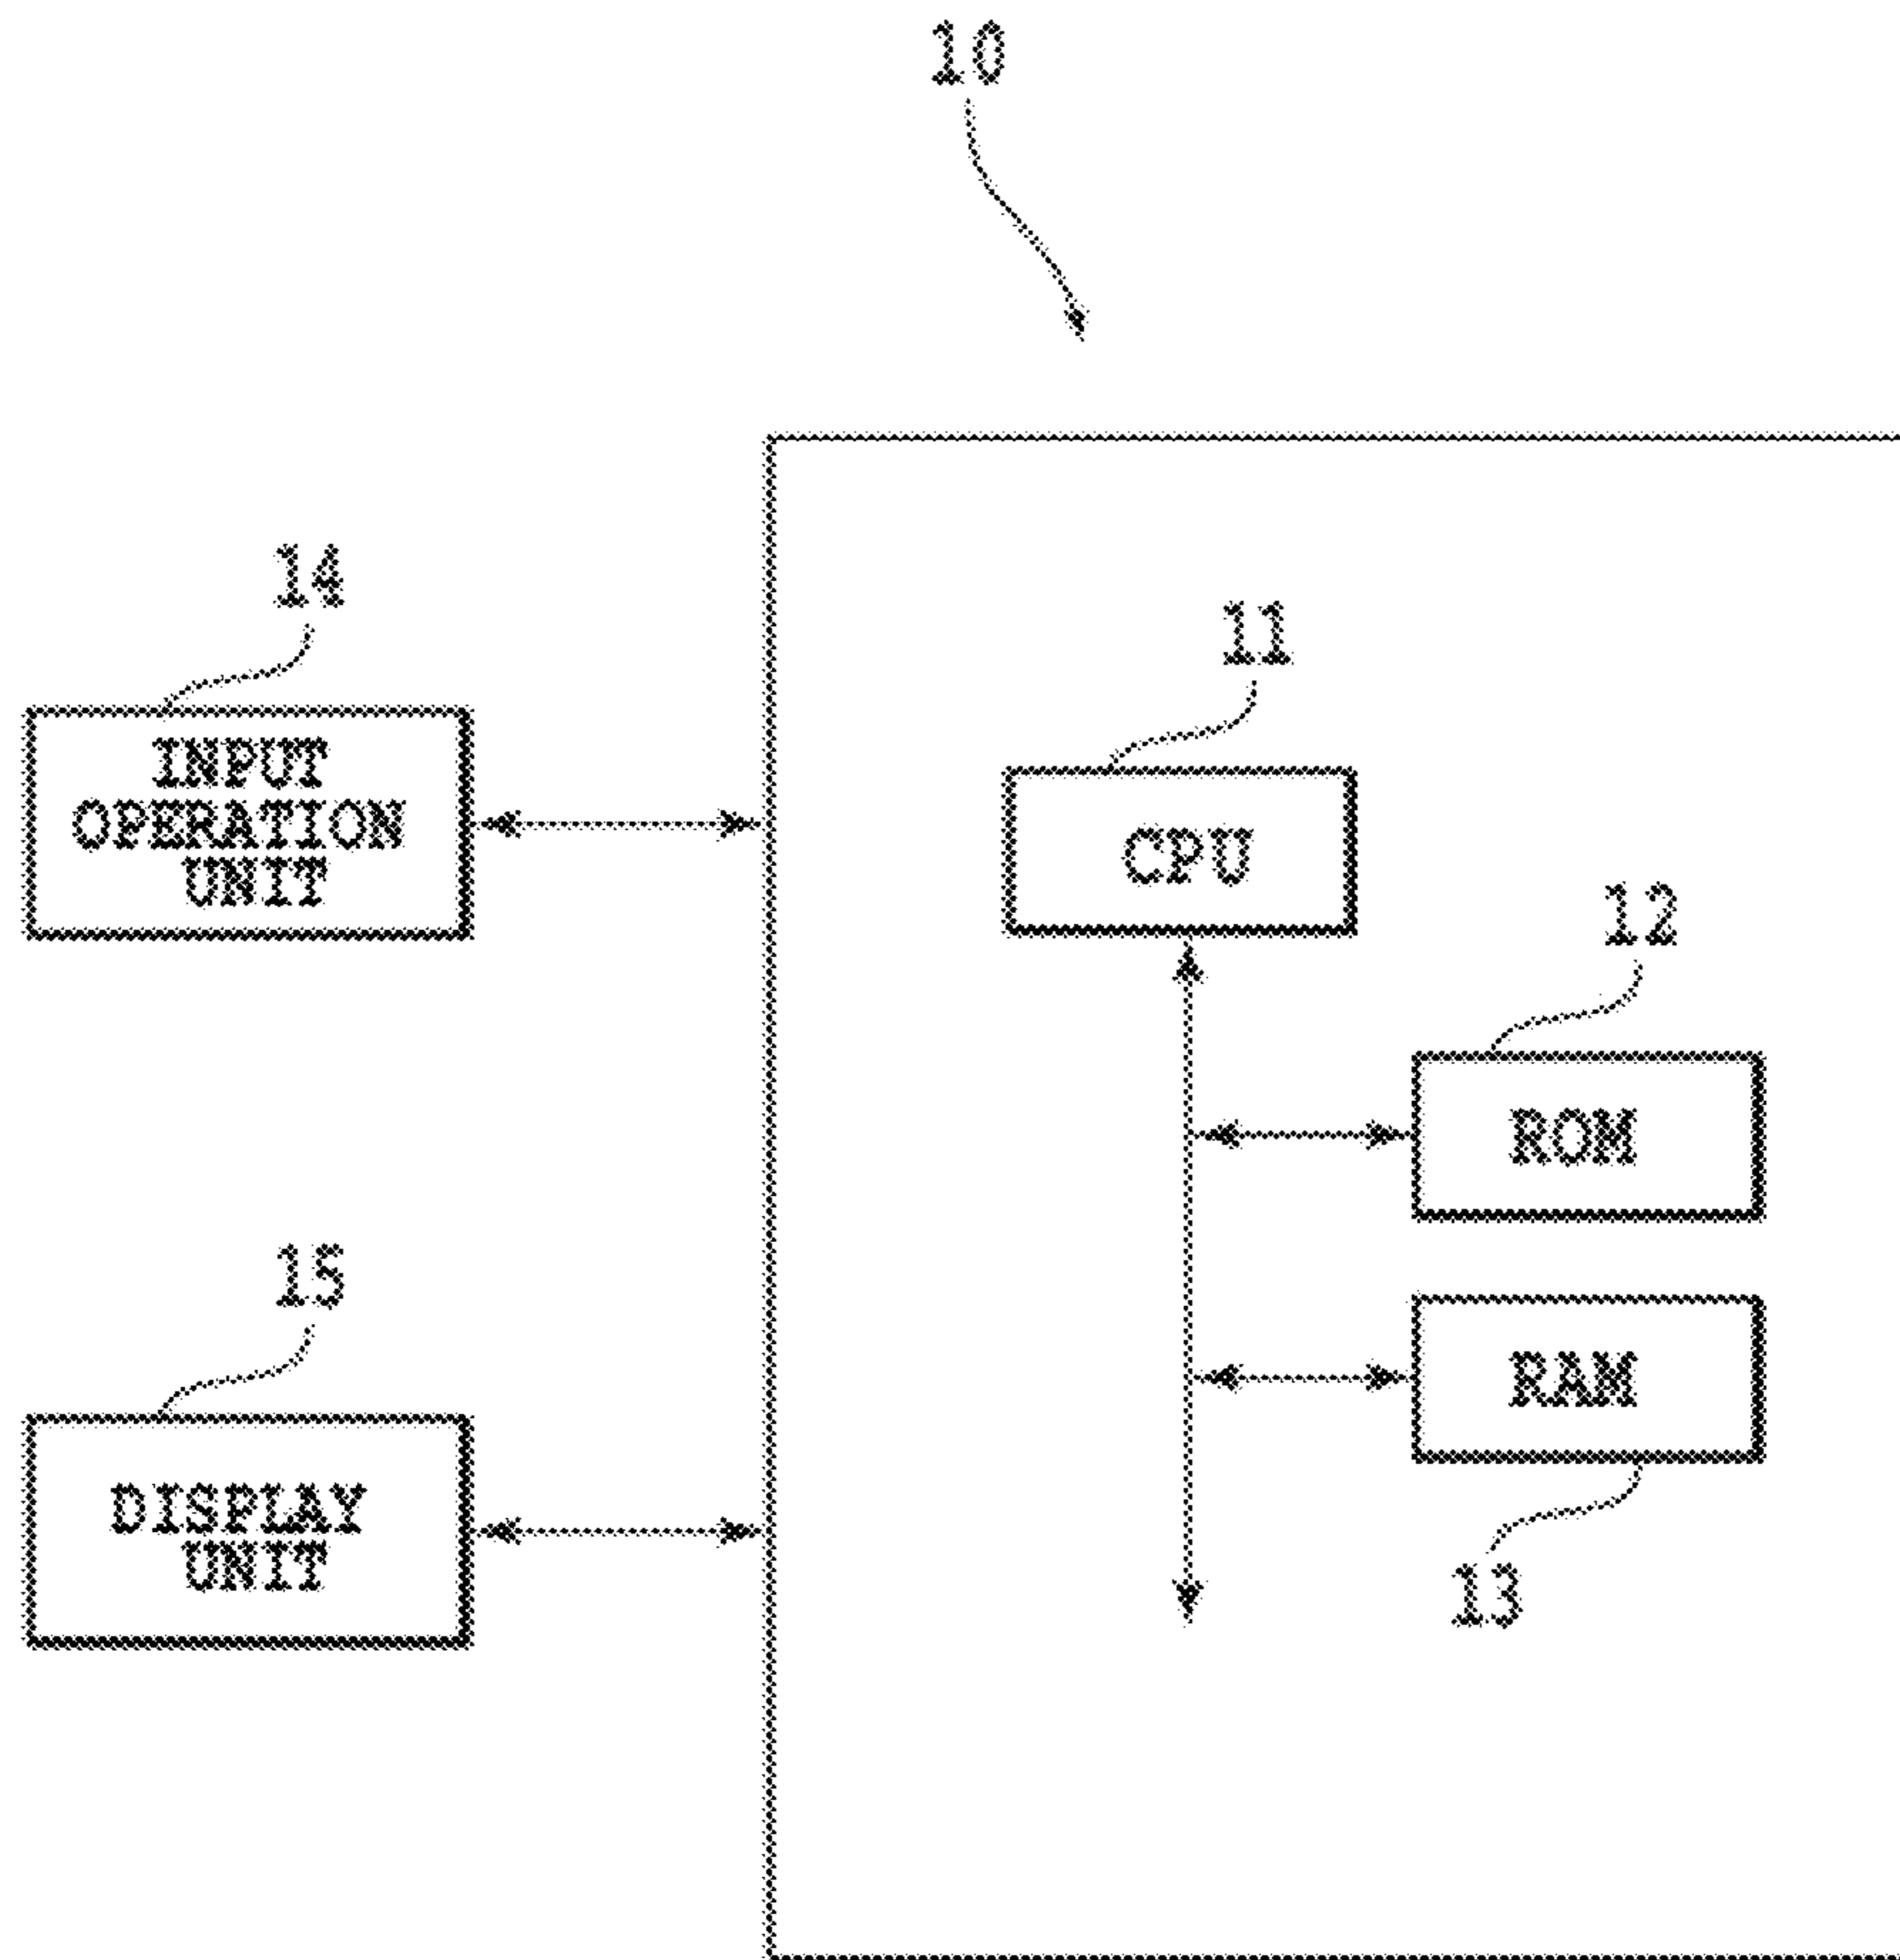 10
14
INPUT
OPERATION
UNIT
11
CPU
12
ROM
15
DISPLAY
UNIT
RAM
13